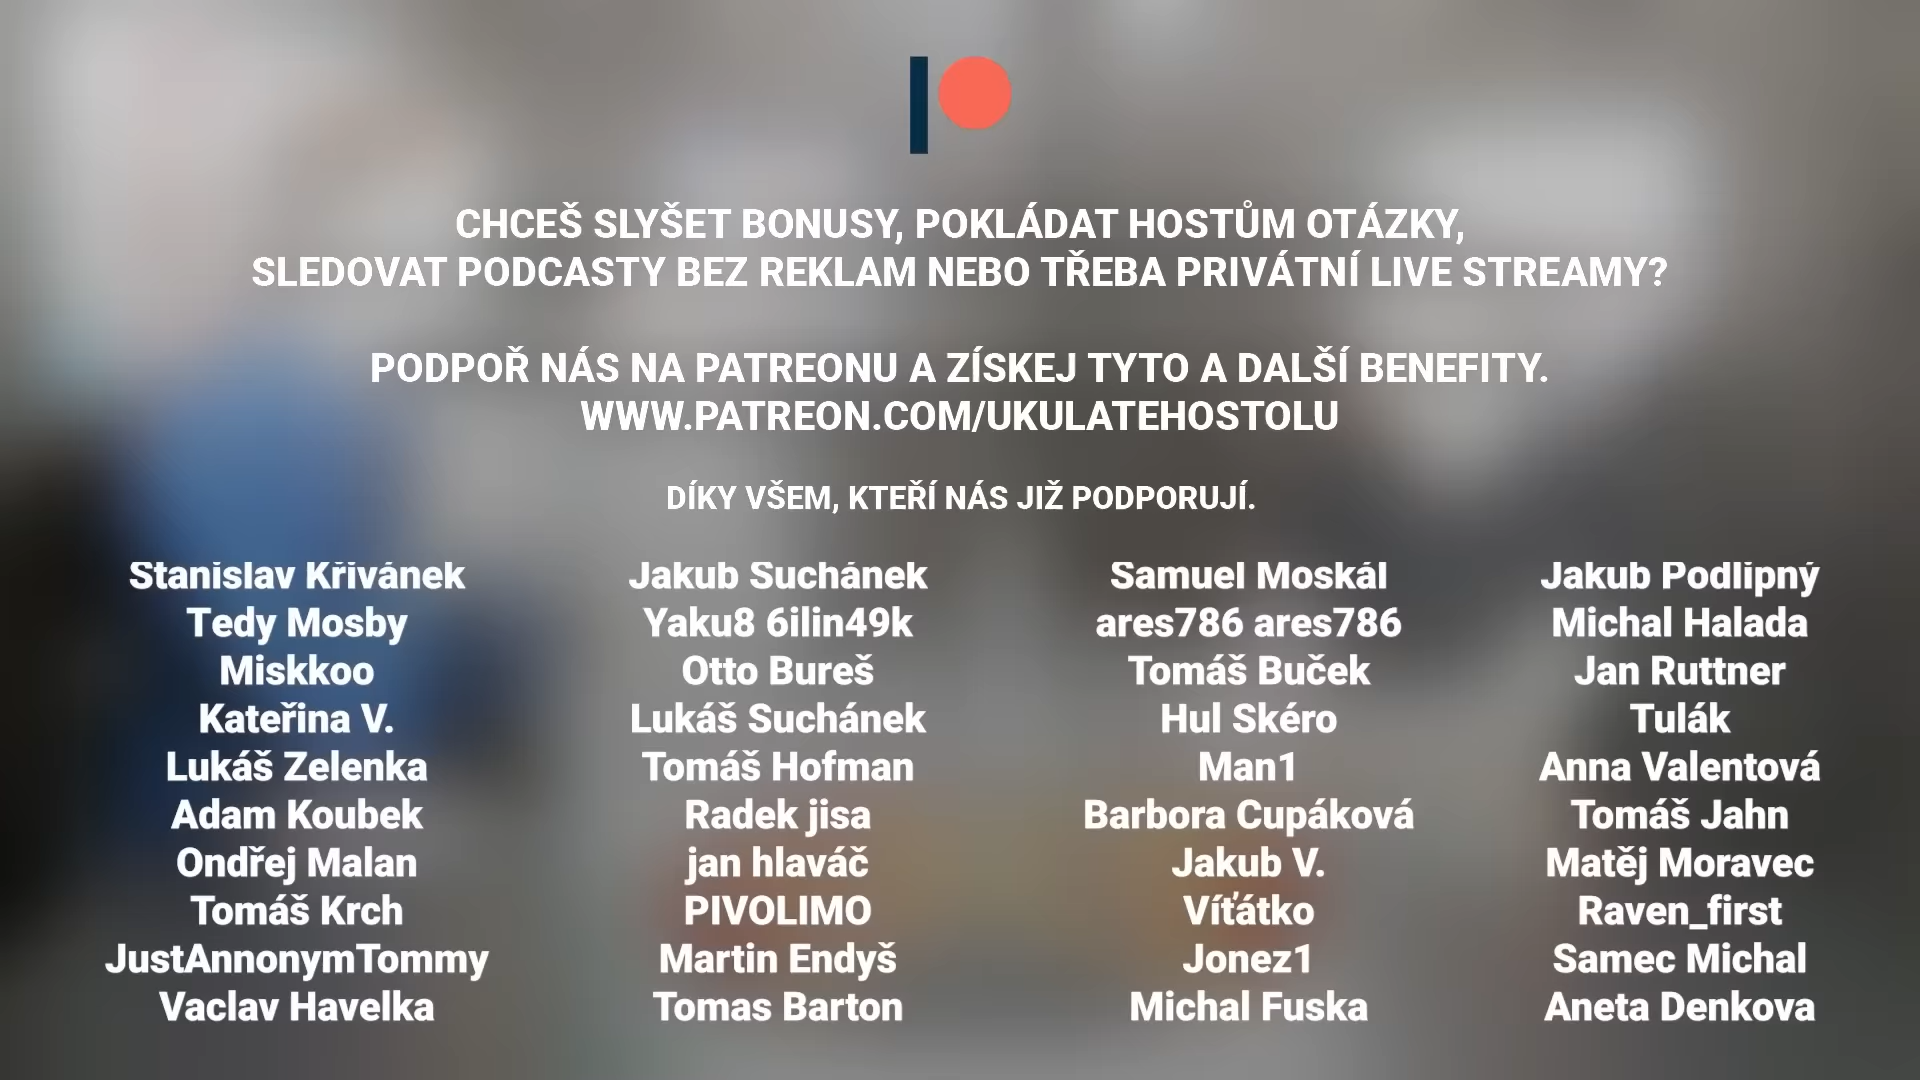 CHCEŠ SLYŠET BONUSY, POKLÁDAT HOSTŮM OTÁZKY,
SLEDOVAT PODCASTY BEZ REKLAM NEBO TŘEBA PRIVÁTNÍ LIVE STREAMY?
PODPOŘ NÁS NA PATREONU A ZÍSKEJ TYTO A DALŠÍ BENEFITY.
WWW.PATREON.COM/UKULATEHOSTOLU
DÍKY VŠEM, KTEŘÍ NÁS JIŽ PODPORUJÍ.
Stanislav Křivánek
Tedy Mosby
Miskkoo
Kateřina V.
Lukáš Zelenka
Adam Koubek
Ondřej Malan
Tomáš Krch
JustAnnonymTommy
Vaclav Havelka
Jakub Suchánek
Yaku8 6ilin49k
Otto Bureš
Lukáš Suchánek
Tomáš Hofman
Radek jisa
jan hlaváč
PIVOLIMO
Martin Endyš
Tomas Barton
Samuel Moskál
ares786 ares786
Tomáš Buček
Hul Skéro
Man1
Barbora Cupáková
Jakub V.
Víťátko
Jonez1
Michal Fuska
Jakub Podlipný
Michal Halada
Jan Ruttner
Tulák
Anna Valentová
Tomáš Jahn
Matěj Moravec
Raven_first
Samec Michal
Aneta Denkova